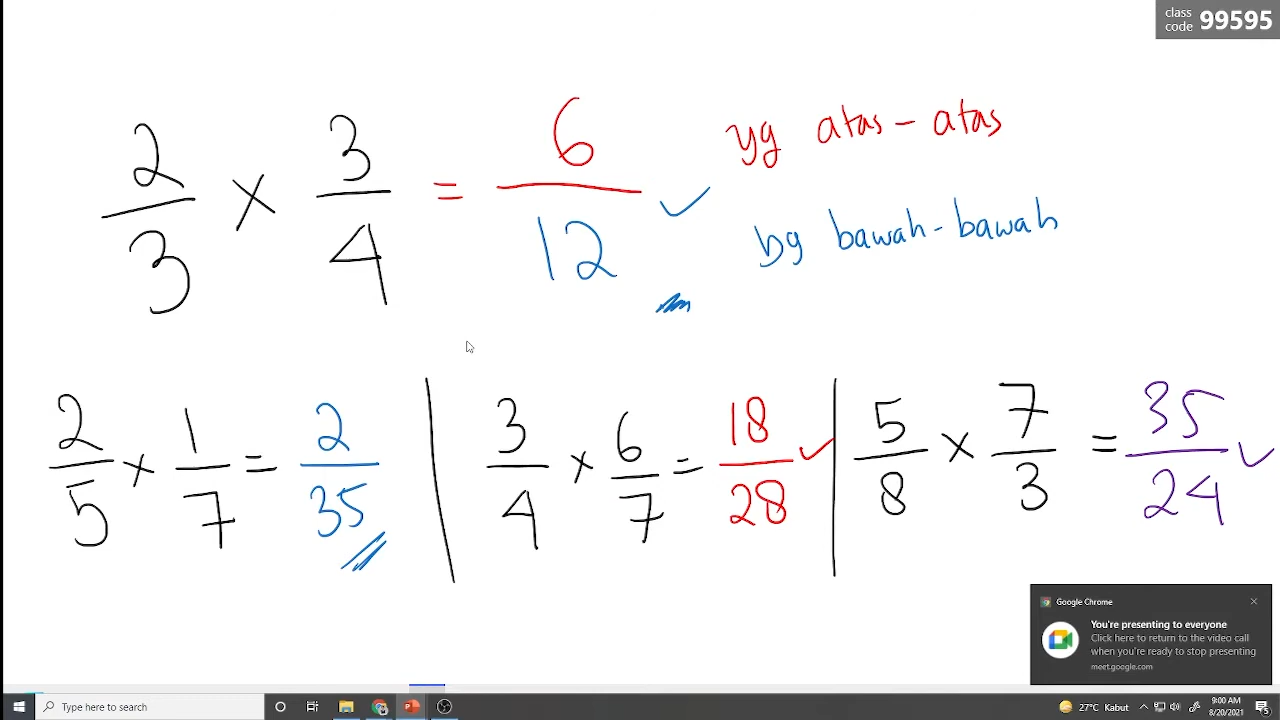 class
code 99595
2/3 × 3/4 = 6/12 ✓
yg atas - atas
bg bawah - bawah
2/5 × 1/7 = 2/35
3/4 × 6/7 = 18/28 ✓
5/8 × 7/3 = 35/24 ✓
Google Chrome
You're presenting to everyone
Click here to return to the video call
when you're ready to stop presenting
meet.google.com
Type here to search
27°C Kabut
9:00 AM
8/20/2021
5